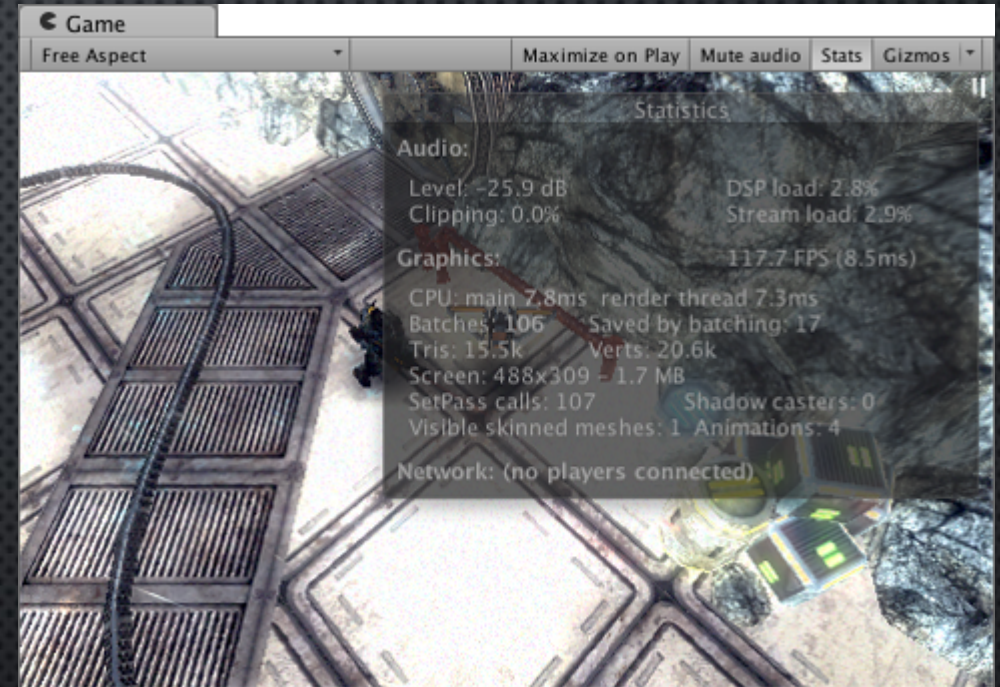 Game
Free Aspect Maximize on Play Mute audio Stats Gizmos
Statistics
Audio:
Level: -25.9 dB DSP load: 2.8%
Clipping: 0.0% Stream load: 2.9%
Graphics: 117.7 FPS (8.5ms)
CPU: main 7.8ms render thread 7.3ms
Batches: 106 Saved by batching: 17
Tris: 15.5k Verts: 20.6k
Screen: 488x309 - 1.7 MB
SetPass calls: 107 Shadow casters: 0
Visible skinned meshes: 1 Animations: 4
Network: (no players connected)